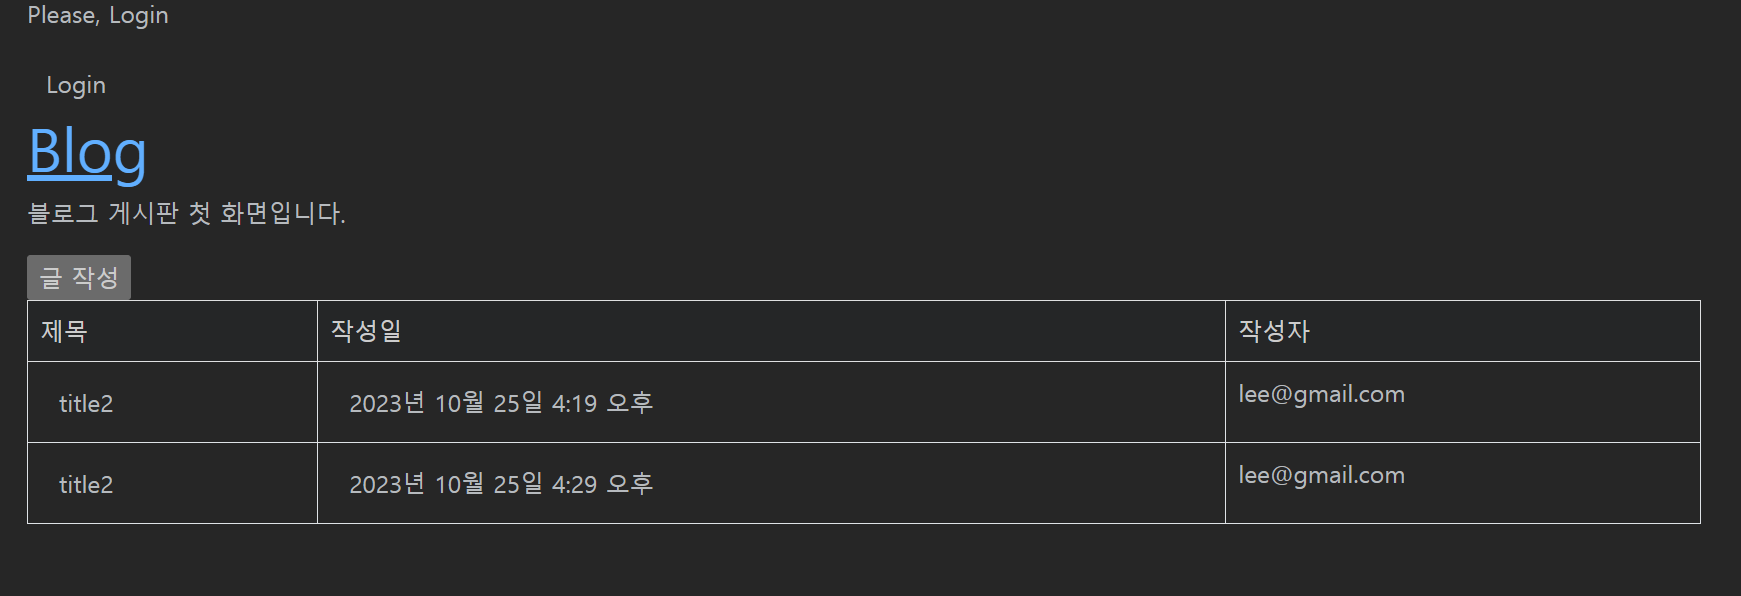 Please, Login
Login
Blog
블로그 게시판 첫 화면입니다.
글 작성
제목 작성일 작성자
title2 2023년 10월 25일 4:19 오후 lee@gmail.com
title2 2023년 10월 25일 4:29 오후 lee@gmail.com